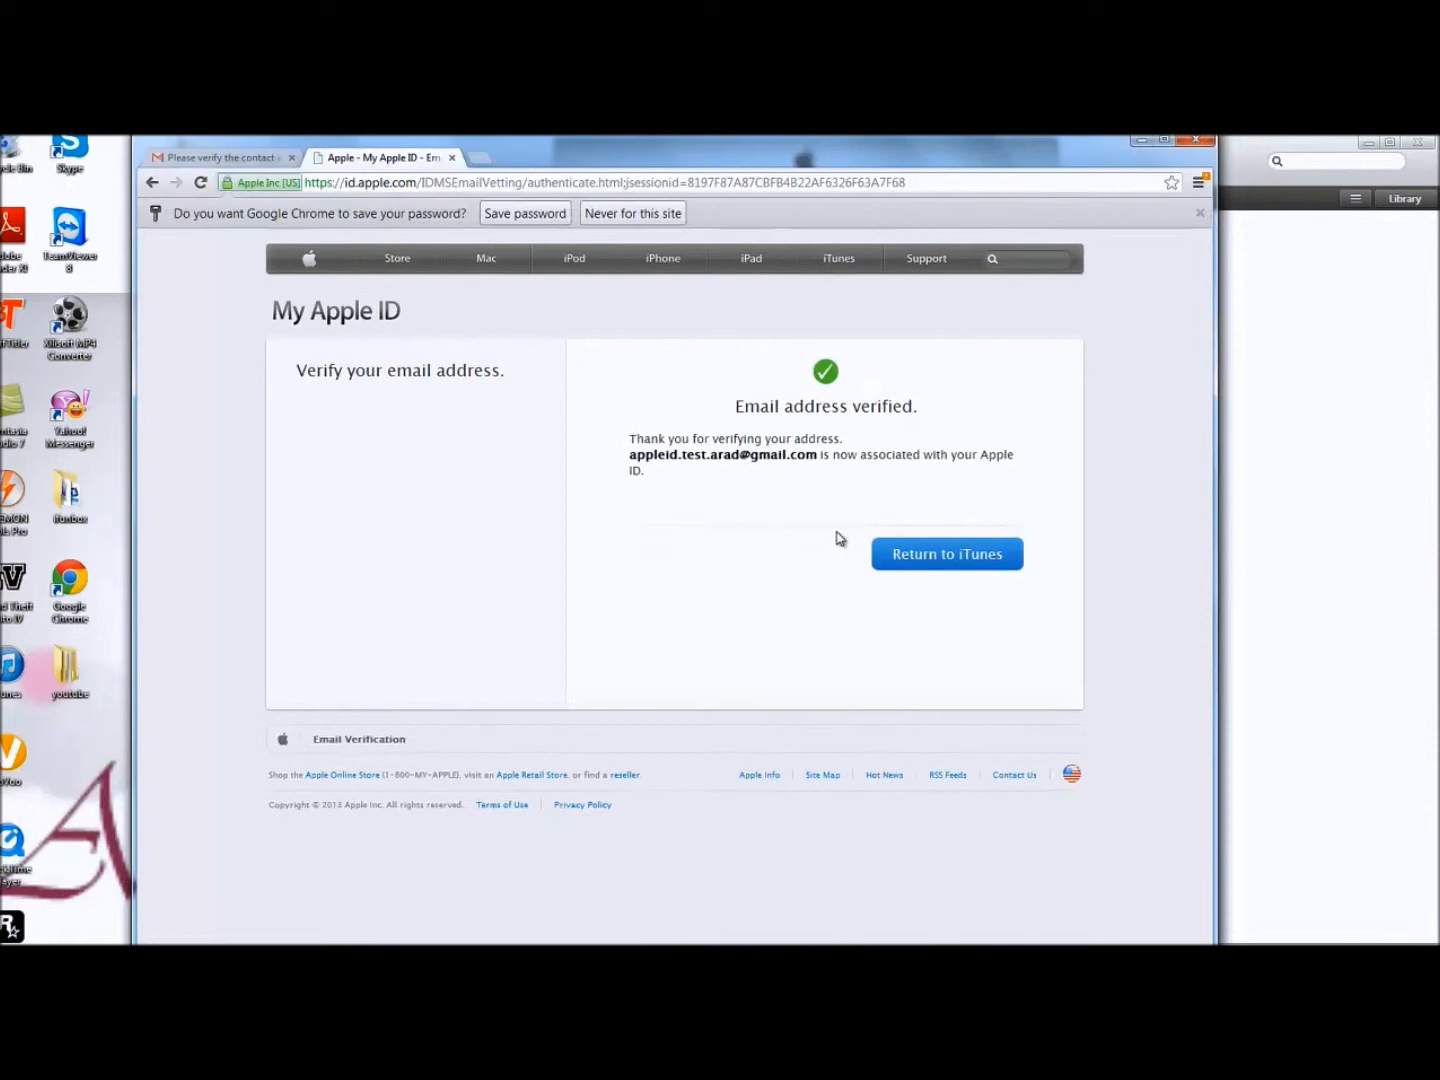 Please verify the contact
Apple - My Apple ID - Em
Apple Inc [US] https://id.apple.com/IDMSEmailVetting/authenticate.html;jsessionid=8197F87A87CBFB4B22AF6326F63A7F68
Do you want Google Chrome to save your password? Save password Never for this site
Library
Store Mac iPod iPhone iPad iTunes Support
My Apple ID
Verify your email address.
Email address verified.
Thank you for verifying your address.
appleid.test.arad@gmail.com is now associated with your Apple
ID.
Return to iTunes
Email Verification
Shop the Apple Online Store (1-800-MY-APPLE), visit an Apple Retail Store, or find a reseller.
Apple Info Site Map Hot News RSS Feeds Contact Us
Copyright © 2013 Apple Inc. All rights reserved. Terms of Use Privacy Policy
Skype
TeamViewer
8
Xilisoft MP4
Converter
Yahoo!
Messenger
iFunbox
Google
Chrome
youtube
A